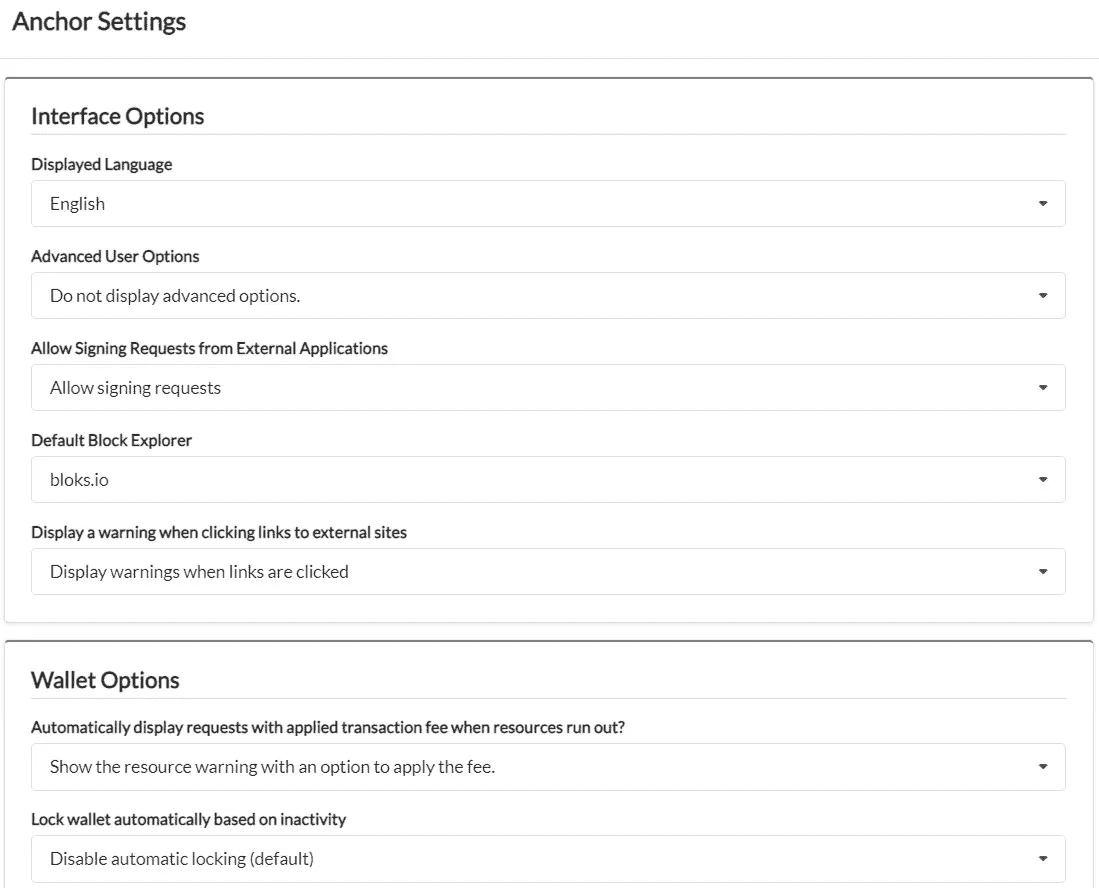 Anchor Settings
Interface Options
Displayed Language
English
Advanced User Options
Do not display advanced options.
Allow Signing Requests from External Applications
Allow signing requests
Default Block Explorer
bloks.io
Display a warning when clicking links to external sites
Display warnings when links are clicked
Wallet Options
Automatically display requests with applied transaction fee when resources run out?
Show the resource warning with an option to apply the fee.
Lock wallet automatically based on inactivity
Disable automatic locking (default)